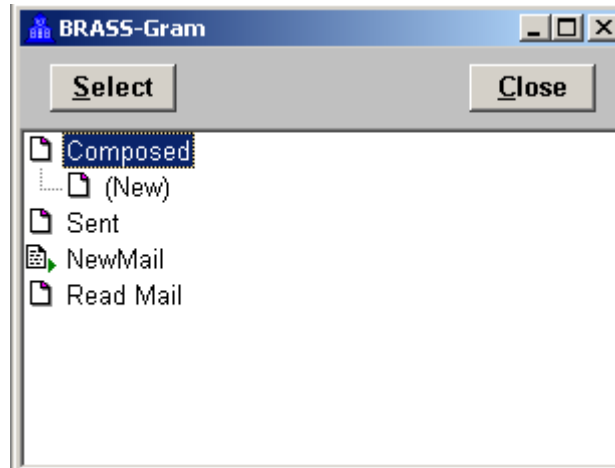 BRASS-Gram
Select Close
Composed
(New)
Sent
NewMail
Read Mail